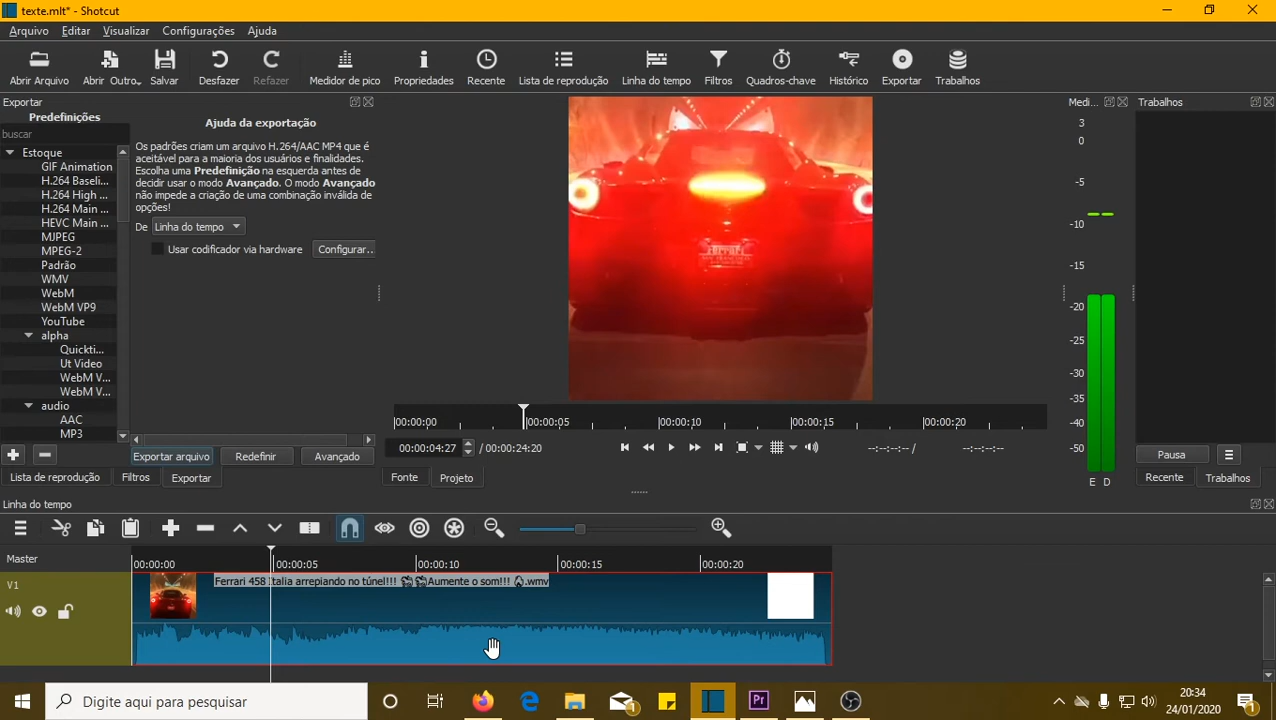 texte.mlt* - Shotcut
Arquivo Editar Visualizar Configurações Ajuda
Abrir Arquivo Abrir Outro... Salvar Desfazer Refazer Medidor de pico Propriedades Recente Lista de reprodução Linha do tempo Filtros Quadros-chave Histórico Exportar Trabalhos
Exportar
Predefinições
buscar
Estoque
GIF Animation
H.264 Baseli...
H.264 High ...
H.264 Main ...
HEVC Main ...
MJPEG
MPEG-2
Padrão
WMV
WebM
WebM VP9
YouTube
alpha
Quickti...
Ut Video
WebM V...
WebM V...
audio
AAC
MP3
Ajuda da exportação
Os padrões criam um arquivo H.264/AAC MP4 que é
aceitável para a maioria dos usuários e finalidades.
Escolha uma Predefinição na esquerda antes de
decidir usar o modo Avançado. O modo Avançado
não impede a criação de uma combinação inválida de
opções!
De Linha do tempo
Usar codificador via hardware Configurar..
Exportar arquivo Redefinir Avançado
Lista de reprodução Filtros Exportar
Ferrari
00:00:00 00:00:05 00:00:10 00:00:15 00:00:20
00:00:04:27 / 00:00:24:20 --:--:--:-- / --:--:--:--
Fonte Projeto
Medi...
3
0
-5
-10
-15
-20
-25
-30
-35
-40
-50
E D
Trabalhos
Pausa
Recente Trabalhos
Linha do tempo
Master 00:00:00 00:00:05 00:00:10 00:00:15 00:00:20
V1 Ferrari 458 Italia arrepiando no túnel!!! Aumente o som!!! .wmv
Digite aqui para pesquisar
Pr
1
20:34
24/01/2020
1